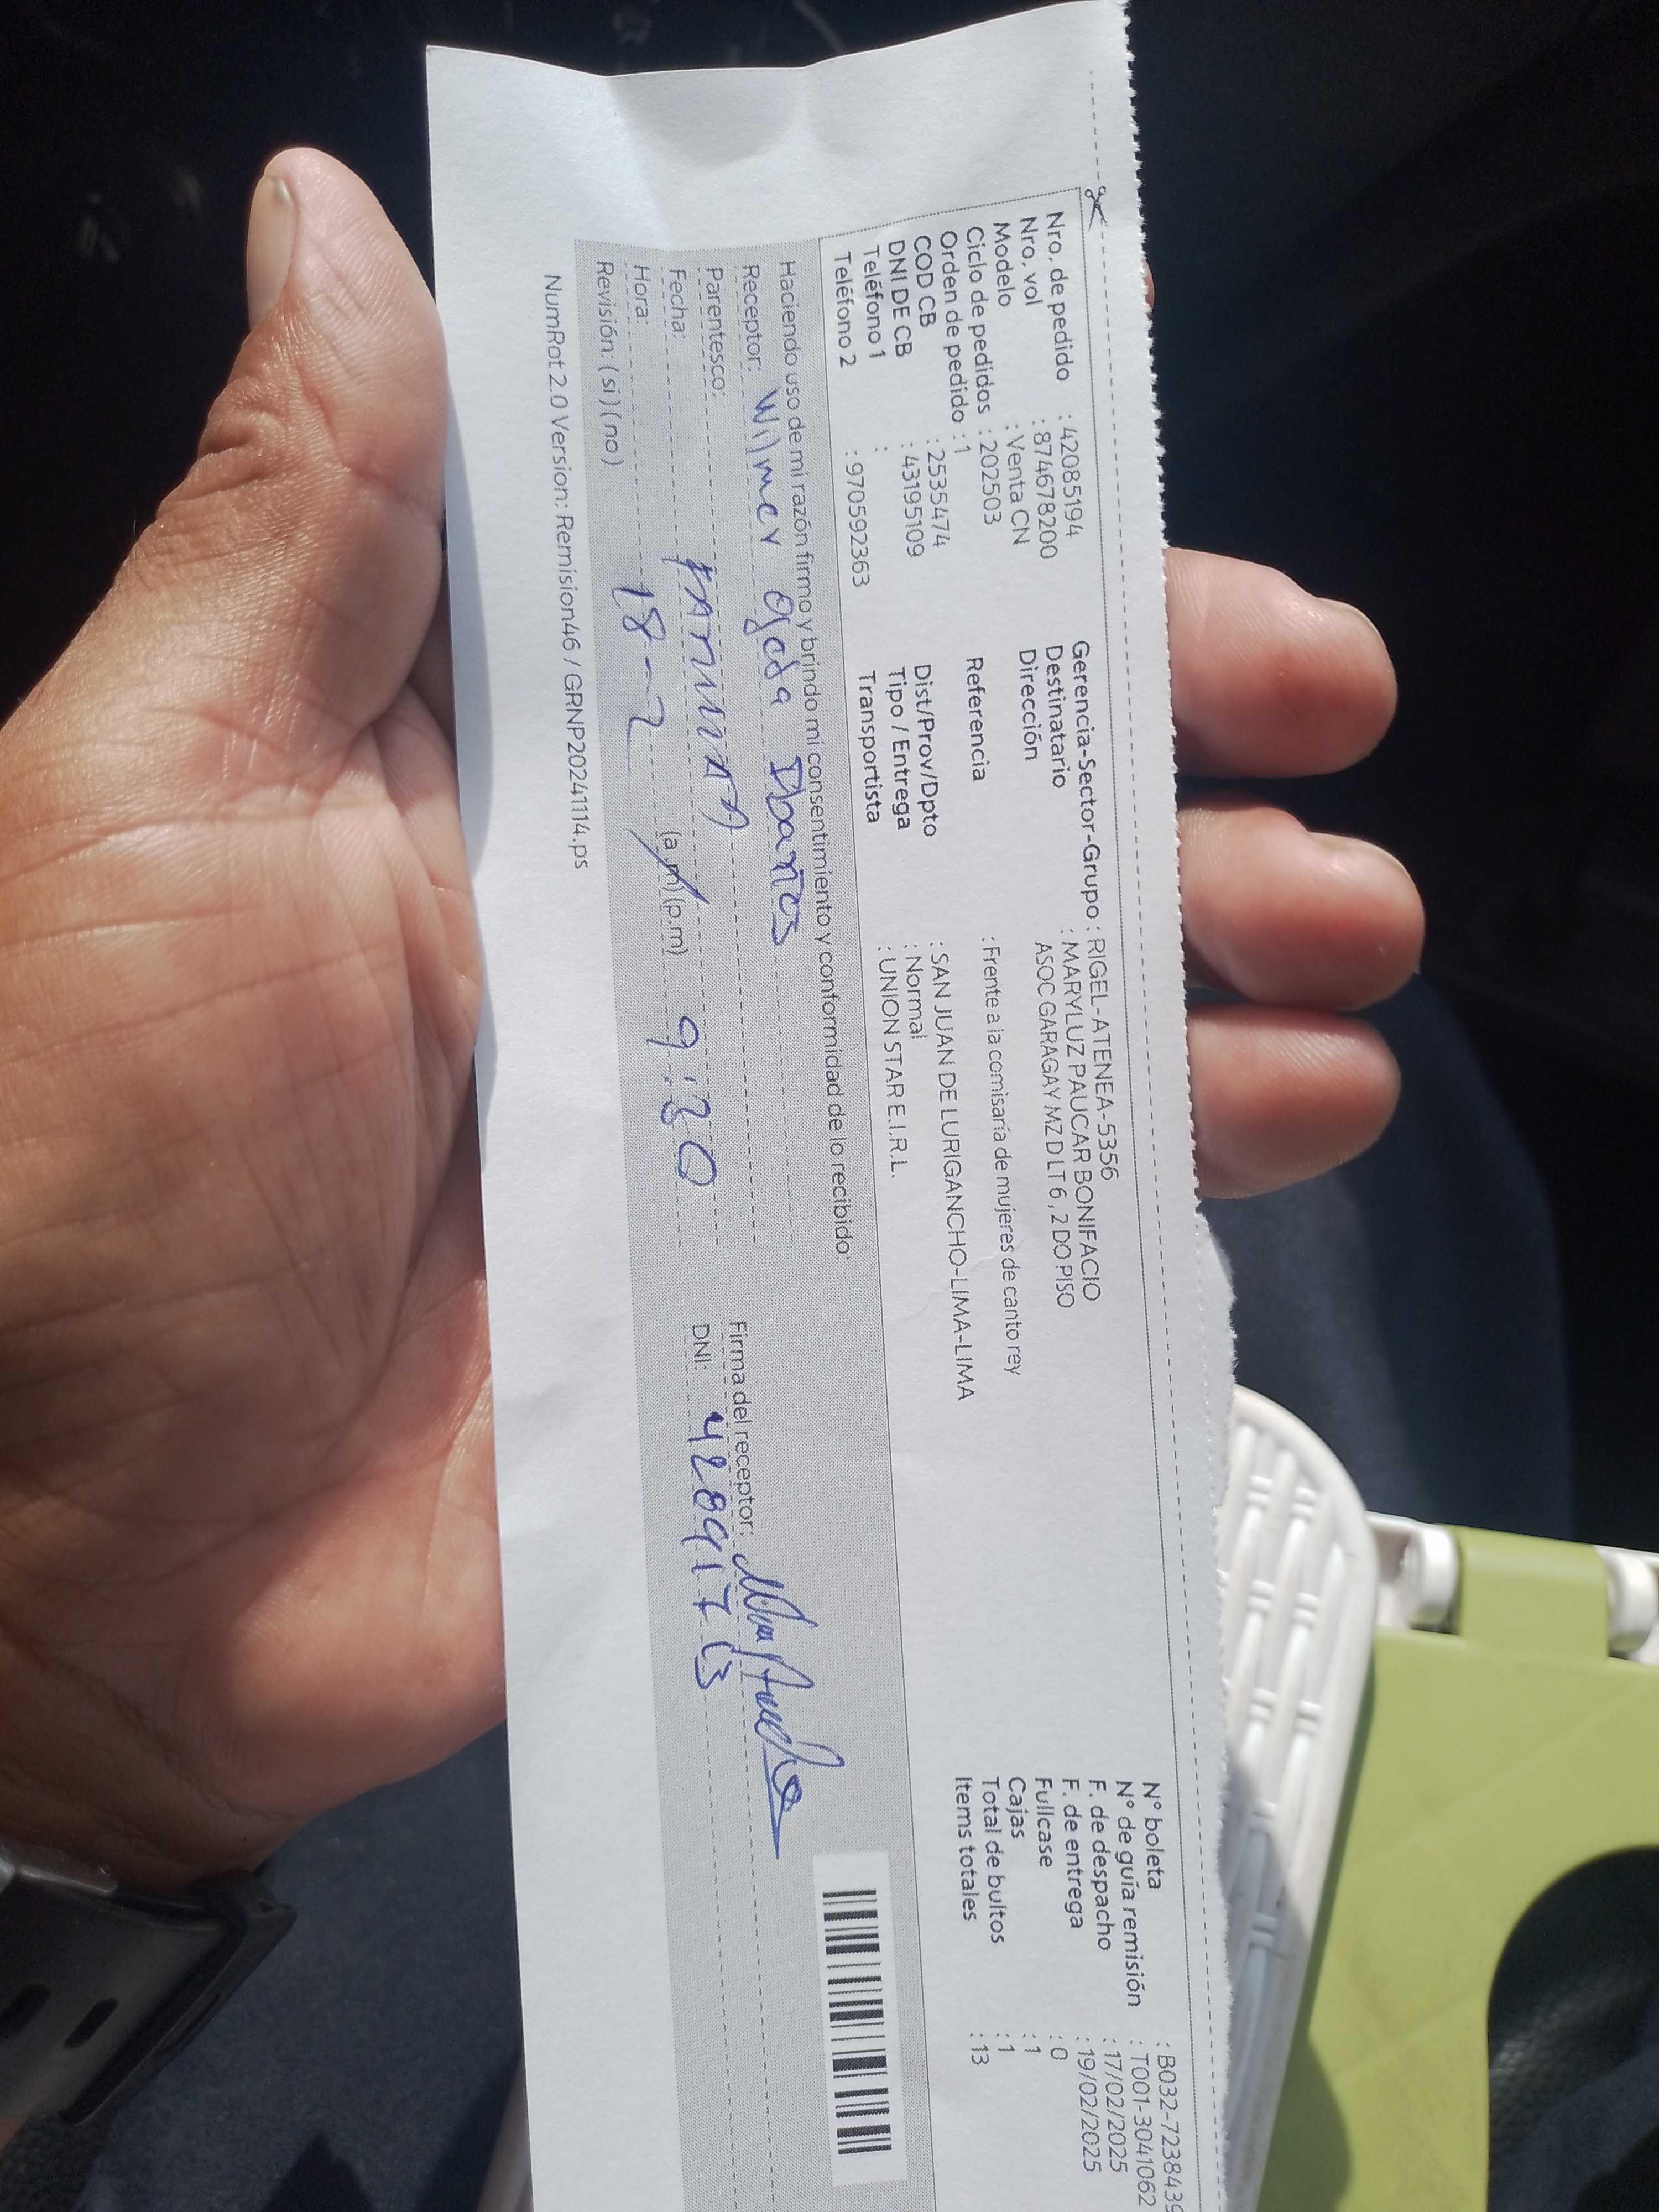 Nro. de pedido : 42085194
Nro. vol : 874678200
Modelo : Venta CN
Ciclo de pedidos : 202503
Orden de pedido : 1
COD CB : 2535474
DNI DE CB : 43195109
Teléfono 1 :
Teléfono 2 : 970592363
Gerencia-Sector-Grupo : RIGEL-ATENEA-5356
Destinatario : MARYLUZ PAUCAR BONIFACIO
Dirección ASOC GARAGAY MZ D LT 6 , 2 DO PISO
Referencia : Frente a la comisaría de mujeres de canto rey
Dist/Prov/Dpto : SAN JUAN DE LURIGANCHO-LIMA-LIMA
Tipo / Entrega : Normal
Transportista : UNION STAR E.I.R.L.
N° boleta : B032-7238439
N° de guía remisión : T001-3041062
F. de despacho : 17/02/2025
F. de entrega : 19/02/2025
Fullcase : 0
Cajas : 1
Total de bultos : 1
Items totales : 13
Haciendo uso de mi razón firmo y brindo mi consentimiento y conformidad de lo recibido:
Receptor: Wilmer Ojeda
Parentesco:
Fecha:
Hora: 18-2 (a.m)(p.m) 9:30
Revisión: (si) (no)
Firma del receptor:
DNI:
NumRot 2.0 Version: Remision46 / GRNP20241114.ps